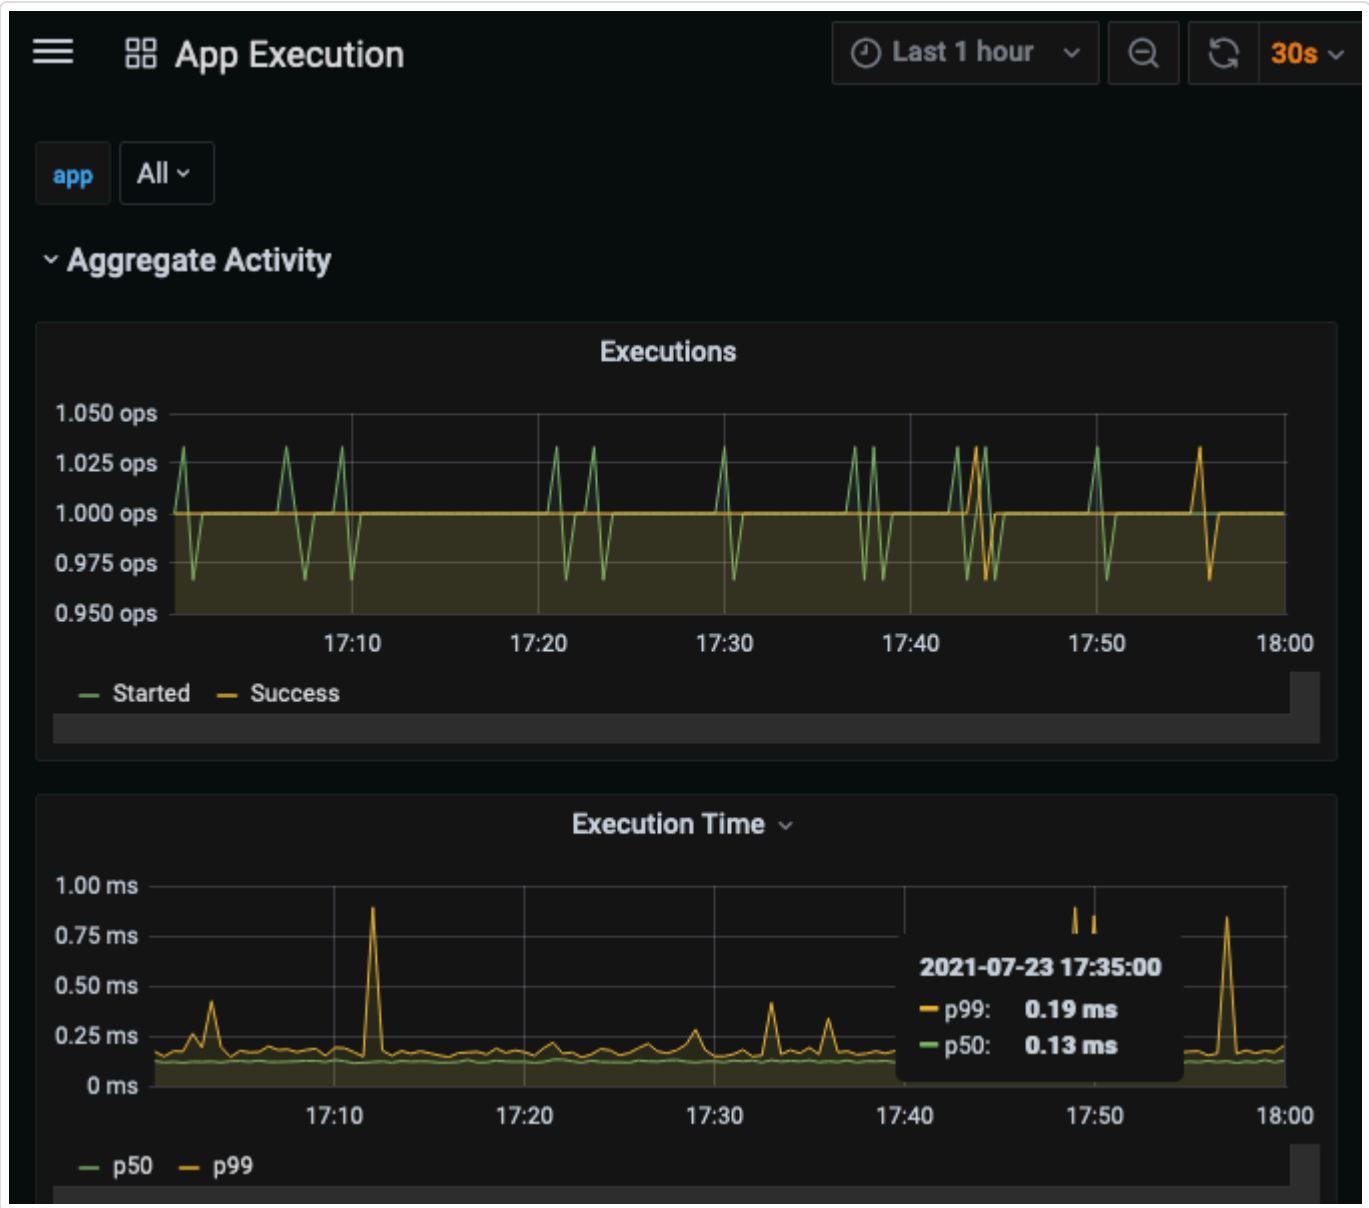 App Execution
Last 1 hour
30s
app
All
Aggregate Activity
Executions
1.050 ops
1.025 ops
1.000 ops
0.975 ops
0.950 ops
17:10 17:20 17:30 17:40 17:50 18:00
Started Success
Execution Time
1.00 ms
0.75 ms
0.50 ms
0.25 ms
0 ms
2021-07-23 17:35:00
p99: 0.19 ms
p50: 0.13 ms
17:10 17:20 17:30 17:40 17:50 18:00
p50 p99